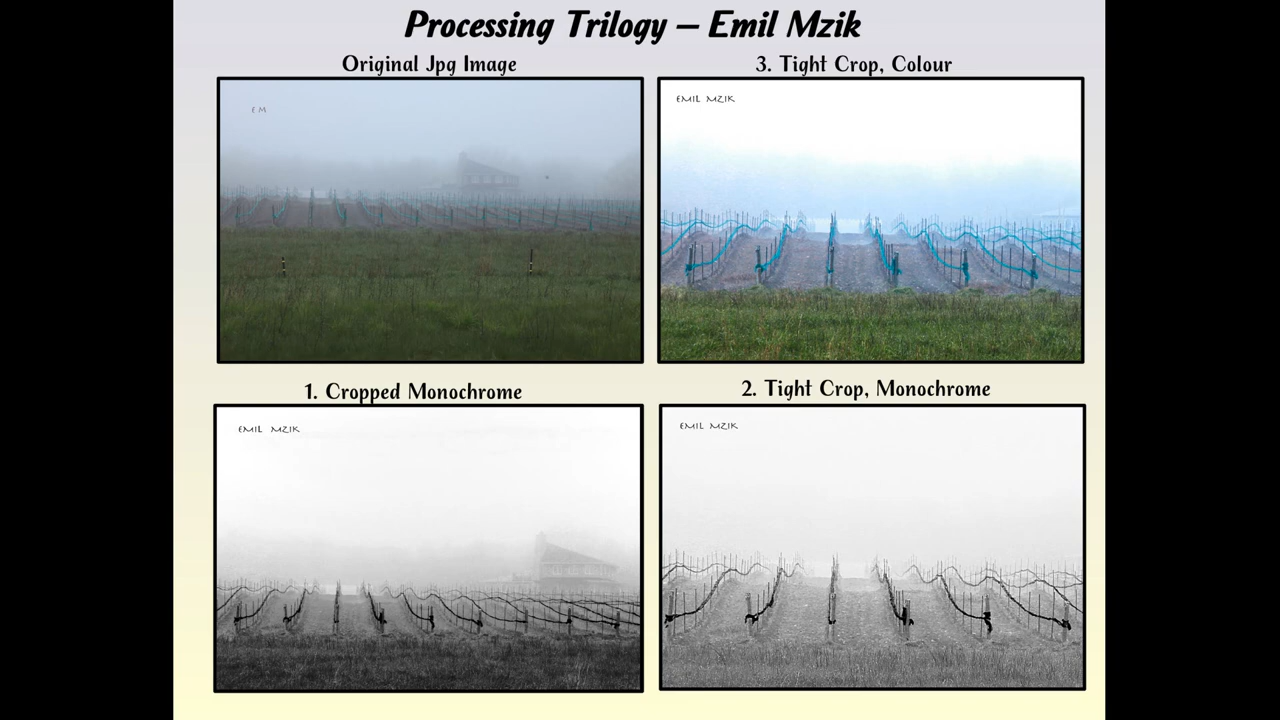 Processing Trilogy – Emil Mzik
Original Jpg Image
3. Tight Crop, Colour
E M
EMIL MZIK
1. Cropped Monochrome
2. Tight Crop, Monochrome
EMIL MZIK
EMIL MZIK